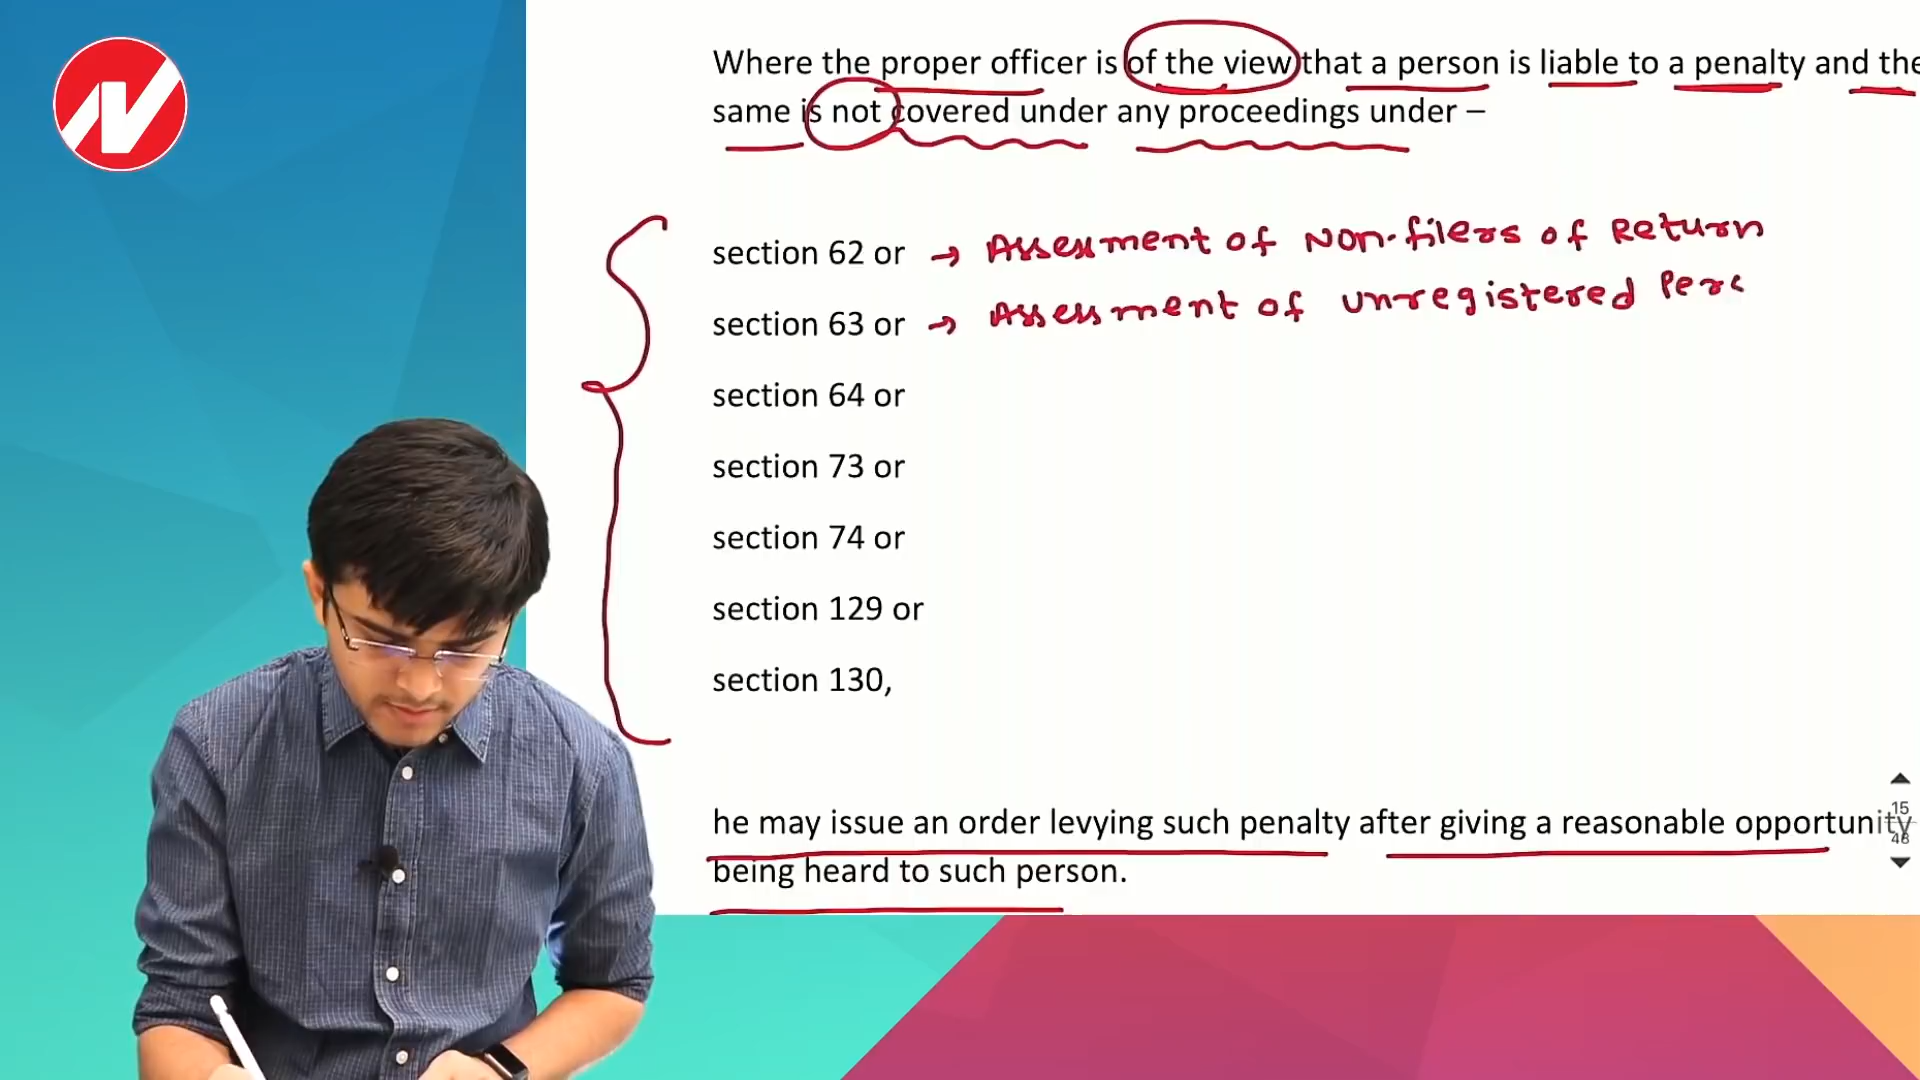 Where the proper officer is of the view that a person is liable to a penalty and the
same is not covered under any proceedings under –
section 62 or → Assessment of Non-filers of Return
section 63 or → Assessment of unregistered Pers
section 64 or
section 73 or
section 74 or
section 129 or
section 130,
he may issue an order levying such penalty after giving a reasonable opportunity
being heard to such person.
15
48